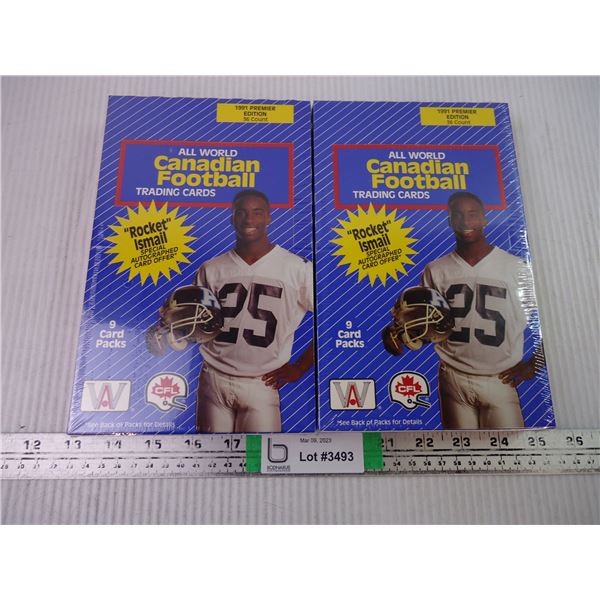 1991 PREMIER
EDITION
36 Count
ALL WORLD
Canadian
Football
TRADING CARDS
"Rocket"
Ismail
SPECIAL
AUTOGRAPHED
CARD OFFER*
9
Card
Packs
25
W
CFL
*See Back of Packs for Details
1991 PREMIER
EDITION
36 Count
ALL WORLD
Canadian
Football
TRADING CARDS
"Rocket"
Ismail
SPECIAL
AUTOGRAPHED
CARD OFFER*
9
Card
Packs
25
W
CFL
*See Back of Packs for Details
12 13 14 15 16 17 21 22 23 24 25 26
Mar 09, 2023
b
BODNARUS
Lot #3493